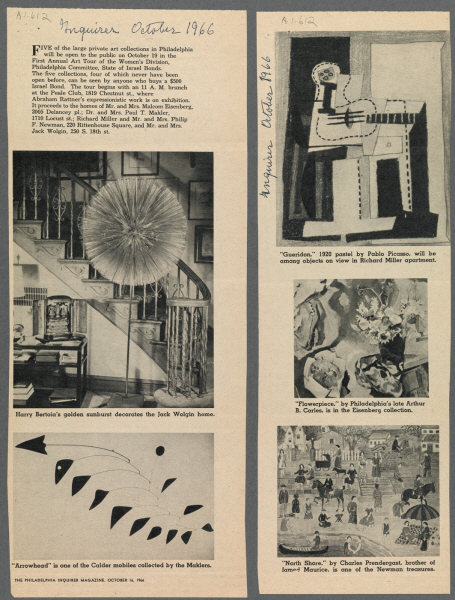 A.1.612
Inquirer October 1966
FIVE of the large private art collections in Philadelphia
will be open to the public on October 19 in the
First Annual Art Tour of the Women's Division,
Philadelphia Committee, State of Israel Bonds.
The five collections, four of which never have been
open before, can be seen by anyone who buys a $500
Israel Bond. The tour begins with an 11 A. M. brunch
at the Peale Club, 1819 Chestnut st., where
Abraham Rattner's expressionistic work is on exhibition.
It proceeds to the homes of Mr. and Mrs. Malcom Eisenberg,
2005 Delancey pl.; Dr. and Mrs. Paul T. Makler,
1710 Locust st.; Richard Miller and Mr. and Mrs. Philip
F. Newman, 220 Rittenhouse Square, and Mr. and Mrs.
Jack Wolgin, 250 S. 18th st.
Harry Bertoia's golden sunburst decorates the Jack Wolgin home.
"Arrowhead" is one of the Calder mobiles collected by the Maklers.
THE PHILADELPHIA INQUIRER MAGAZINE, OCTOBER 16, 1966
A.1.612
Inquirer October 1966
"Gueridon," 1920 pastel by Pablo Picasso, will be
among objects on view in Richard Miller apartment.
"Flowerpiece," by Philadelphia's late Arthur
B. Carles, is in the Eisenberg collection.
"North Shore," by Charles Prendergast, brother of
famed Maurice, is one of the Newman treasures.